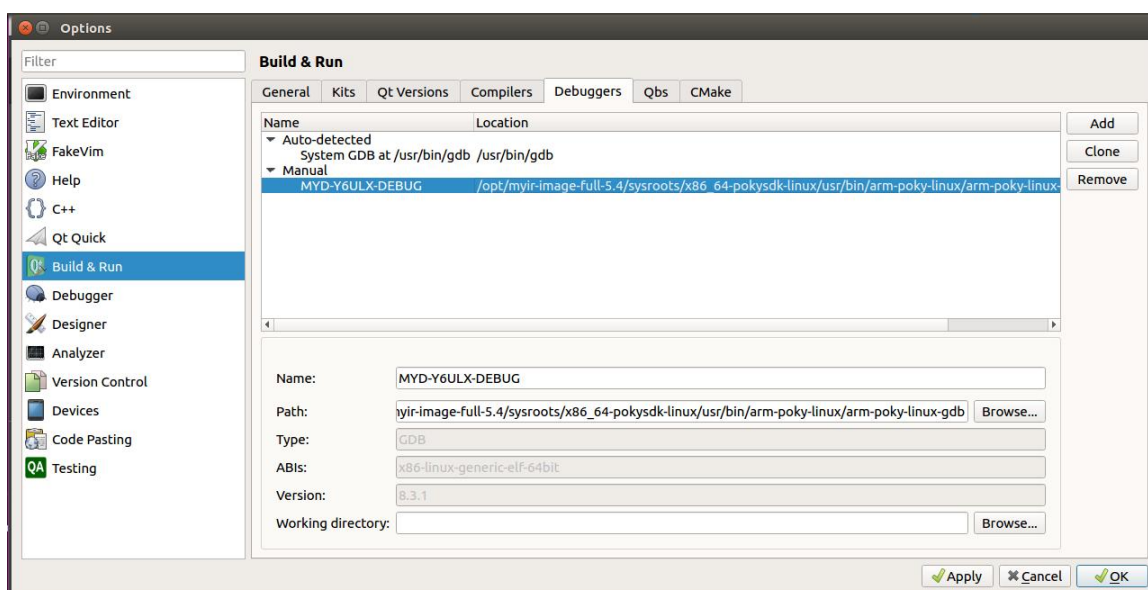 Options
Filter
Environment
Text Editor
FakeVim
Help
C++
Qt Quick
Build & Run
Debugger
Designer
Analyzer
Version Control
Devices
Code Pasting
QA Testing
Build & Run
General Kits Qt Versions Compilers Debuggers Qbs CMake
Name Location
Auto-detected
System GDB at /usr/bin/gdb /usr/bin/gdb
Manual
MYD-Y6ULX-DEBUG /opt/myir-image-full-5.4/sysroots/x86_64-pokysdk-linux/usr/bin/arm-poky-linux/arm-poky-linux-
Add
Clone
Remove
Name: MYD-Y6ULX-DEBUG
Path: yir-image-full-5.4/sysroots/x86_64-pokysdk-linux/usr/bin/arm-poky-linux/arm-poky-linux-gdb Browse...
Type: GDB
ABIs: x86-linux-generic-elf-64bit
Version: 8.3.1
Working directory: Browse...
Apply Cancel OK